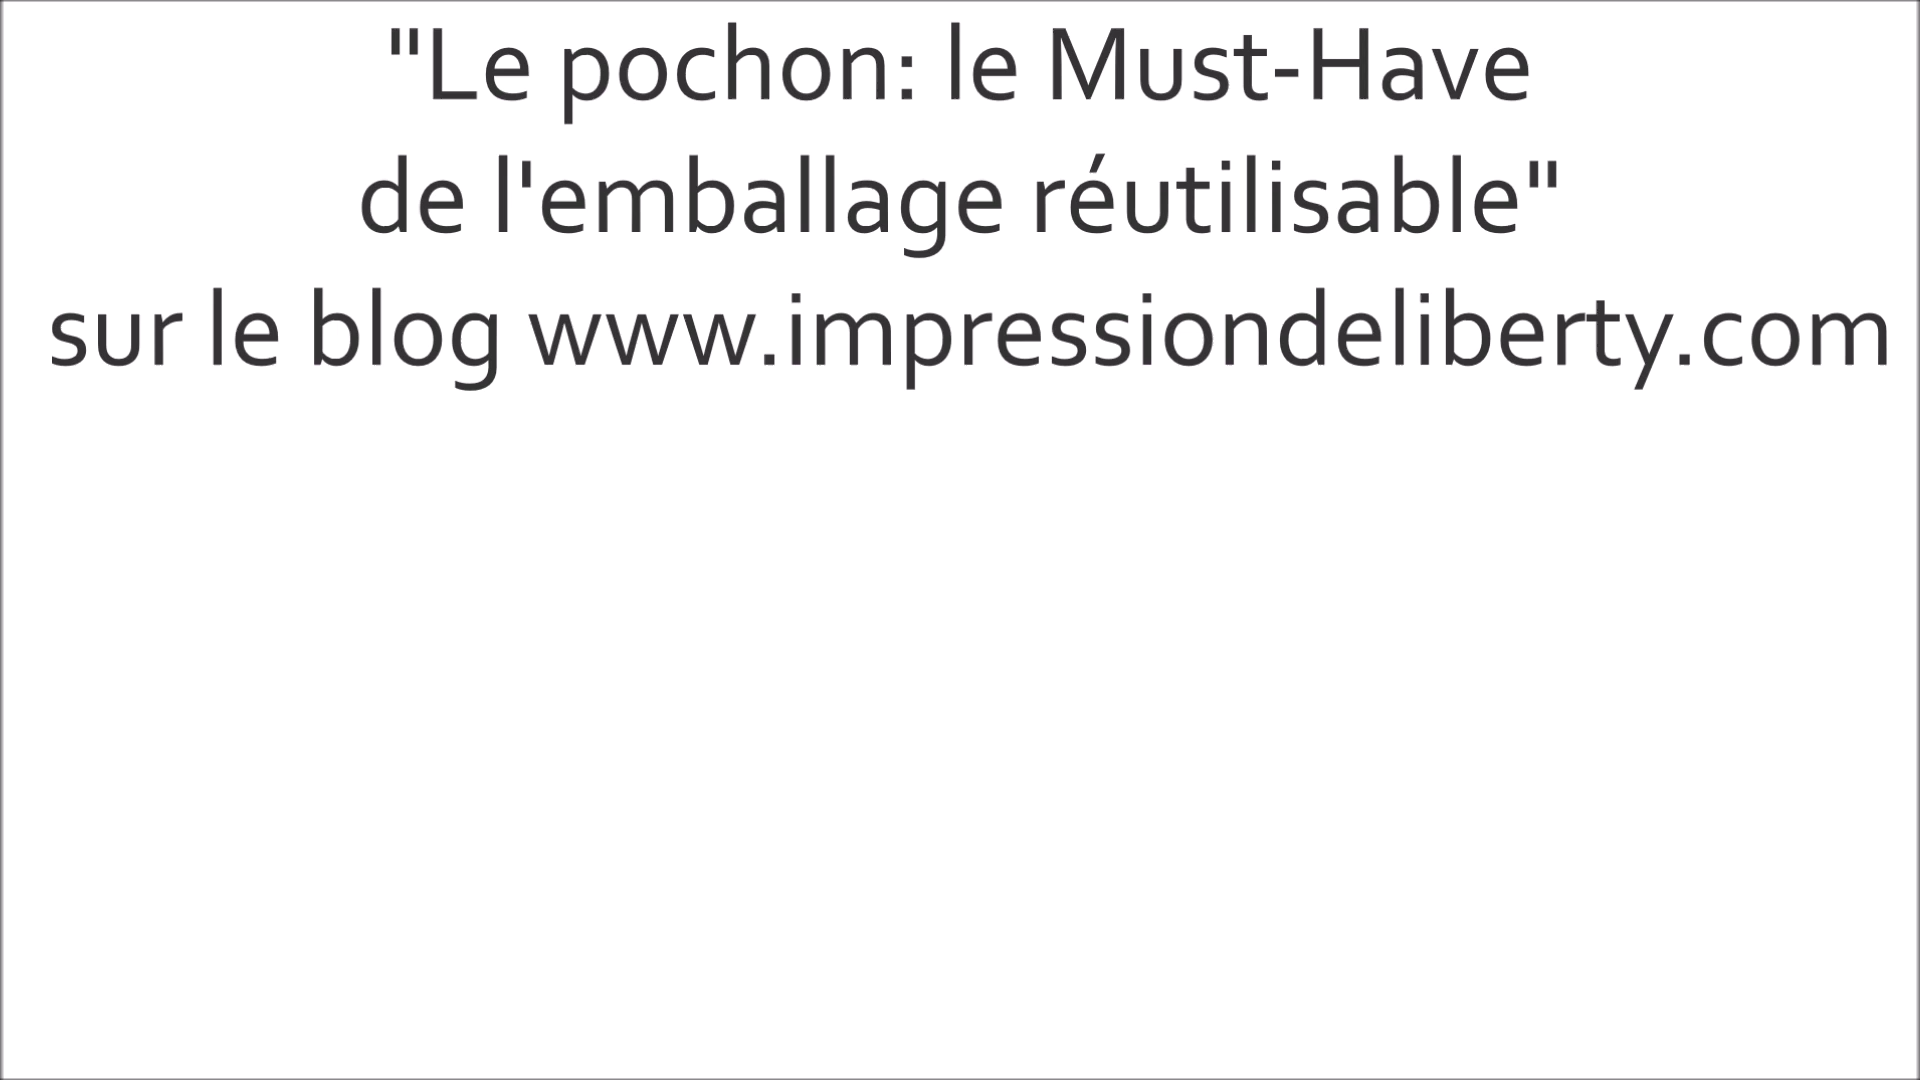 "Le pochon: le Must-Have
de l'emballage réutilisable"
sur le blog www.impressiondeliberty.com